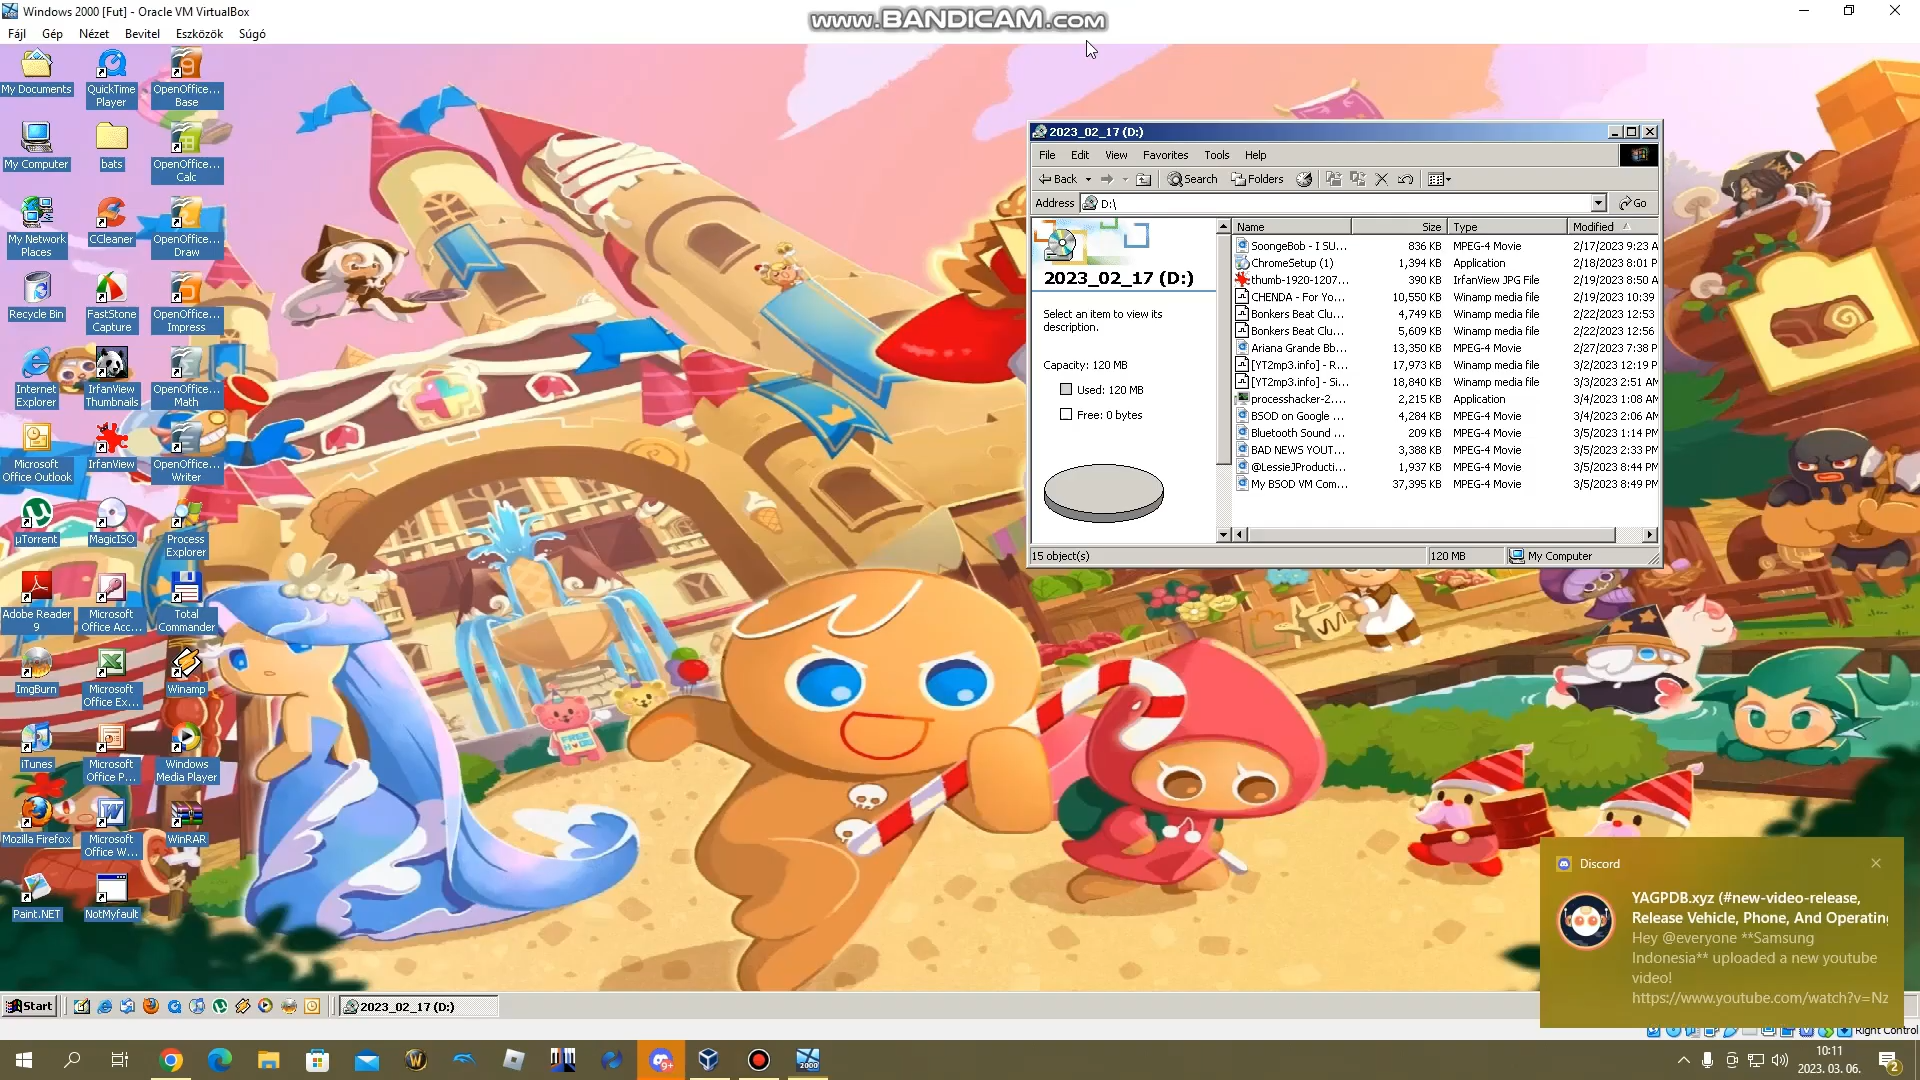 Windows 2000 [Fut] - Oracle VM VirtualBox
www.BANDICAM.com
Fájl Gép Nézet Bevitel Eszközök Súgó
My Documents
QuickTime Player
OpenOffice... Base
My Computer
bats
OpenOffice... Calc
My Network Places
CCleaner
OpenOffice... Draw
Recycle Bin
FastStone Capture
OpenOffice... Impress
Internet Explorer
IrfanView Thumbnails
OpenOffice... Math
Microsoft Office Outlook
IrfanView
OpenOffice... Writer
µTorrent
MagicISO
Process Explorer
Adobe Reader 9
Microsoft Office Acc...
Total Commander
ImgBurn
Microsoft Office Ex...
Winamp
iTunes
Microsoft Office P...
Windows Media Player
Mozilla Firefox
Microsoft Office W...
WinRAR
Paint.NET
NotMyfault
2023_02_17 (D:)
File Edit View Favorites Tools Help
Back Search Folders
Address D:\ Go
2023_02_17 (D:)
Select an item to view its
description.
Capacity: 120 MB
Used: 120 MB
Free: 0 bytes
Name Size Type Modified
SoongeBob - I SU... 836 KB MPEG-4 Movie 2/17/2023 9:23 A
ChromeSetup (1) 1,394 KB Application 2/18/2023 8:01 P
thumb-1920-1207... 390 KB IrfanView JPG File 2/19/2023 8:50 A
CHENDA - For Yo... 10,550 KB Winamp media file 2/19/2023 10:39
Bonkers Beat Clu... 4,749 KB Winamp media file 2/22/2023 12:53
Bonkers Beat Clu... 5,609 KB Winamp media file 2/22/2023 12:56
Ariana Grande Bb... 13,350 KB MPEG-4 Movie 2/27/2023 7:38 P
[YT2mp3.info] - R... 17,973 KB Winamp media file 3/2/2023 12:19 P
[YT2mp3.info] - Si... 18,840 KB Winamp media file 3/3/2023 2:51 AM
processhacker-2.... 2,215 KB Application 3/4/2023 1:08 AM
BSOD on Google ... 4,284 KB MPEG-4 Movie 3/4/2023 2:06 AM
Bluetooth Sound ... 209 KB MPEG-4 Movie 3/5/2023 1:14 PM
BAD NEWS YOUT... 3,388 KB MPEG-4 Movie 3/5/2023 2:33 PM
@LessieJProducti... 1,937 KB MPEG-4 Movie 3/5/2023 8:44 PM
My BSOD VM Com... 37,395 KB MPEG-4 Movie 3/5/2023 8:49 PM
15 object(s) 120 MB My Computer
FREE HUGS
Discord
YAGPDB.xyz (#new-video-release,
Release Vehicle, Phone, And Operating
Hey @everyone **Samsung
Indonesia** uploaded a new youtube
video!
https://www.youtube.com/watch?v=Nz
Start 2023_02_17 (D:)
Right Control
9+
2000
10:11
2023. 03. 06.
2